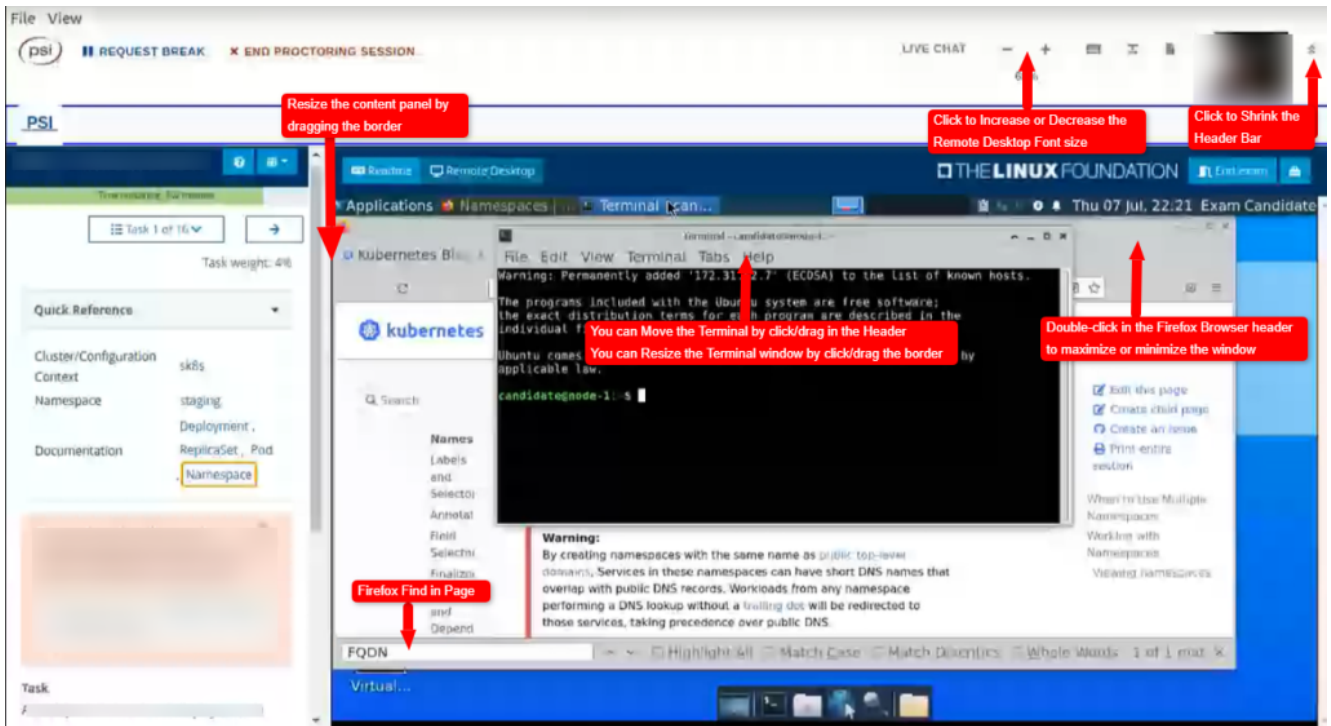 File View
psi REQUEST BREAK × END PROCTORING SESSION
LIVE CHAT − +
PSI
Resize the content panel by
dragging the border
Click to Increase or Decrease the
Remote Desktop Font size
Click to Shrink the
Header Bar
Readme Remote Desktop
THE LINUX FOUNDATION
End exam
Applications Namespaces Terminal
Thu 07 Jul, 22:21 Exam Candidate
Task 1 of 16
Task weight: 4%
Quick Reference
Cluster/Configuration
Context
sk8s
Namespace staging
Deployment,
Documentation ReplicaSet, Pod
, Namespace
Task
Kubernetes
kubernetes
Search
Names
Labels
and
Selector
Annotat
Field
Selecto
Finalize
and
Depend
File Edit View Terminal Tabs Help
Warning: Permanently added (ECDSA) to the list of known hosts.
The programs included with the Ubuntu system are free software;
the exact distribution terms for each program are described in the
individual
Ubuntu comes by
applicable law.
candidate@node-1:~$
You can Move the Terminal by click/drag in the Header
You can Resize the Terminal window by click/drag the border
Double-click in the Firefox Browser header
to maximize or minimize the window
Edit this page
Create child page
Create an issue
Print entire
section
When to Use Multiple
Namespaces
Working with
Namespaces
Viewing namespaces
Warning:
By creating namespaces with the same name as public top-level
domains, Services in these namespaces can have short DNS names that
overlap with public DNS records. Workloads from any namespace
performing a DNS lookup without a trailing dot will be redirected to
those services, taking precedence over public DNS.
Firefox Find in Page
FQDN
Highlight All Match Case Match Diacritics Whole Words 1 of 1 mat
Virtual...